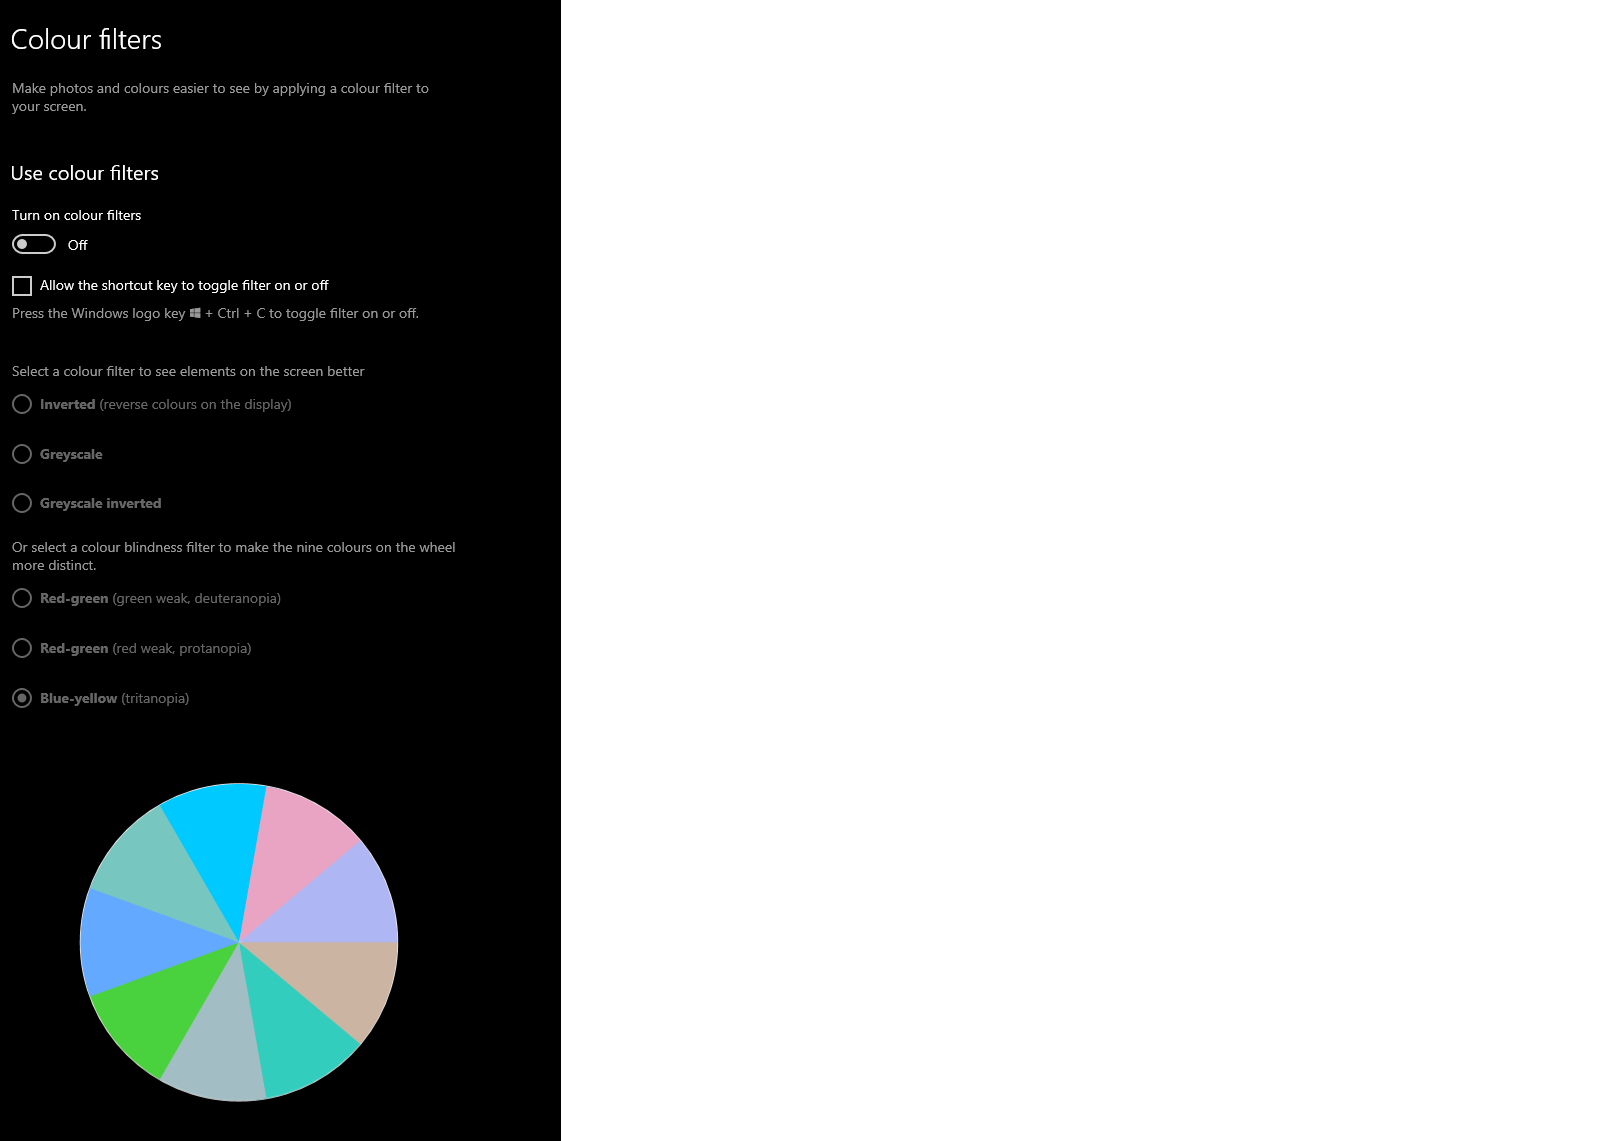 Colour filters
Make photos and colours easier to see by applying a colour filter to
your screen.
Use colour filters
Turn on colour filters
Off
Allow the shortcut key to toggle filter on or off
Press the Windows logo key + Ctrl + C to toggle filter on or off.
Select a colour filter to see elements on the screen better
Inverted (reverse colours on the display)
Greyscale
Greyscale inverted
Or select a colour blindness filter to make the nine colours on the wheel
more distinct.
Red-green (green weak, deuteranopia)
Red-green (red weak, protanopia)
Blue-yellow (tritanopia)